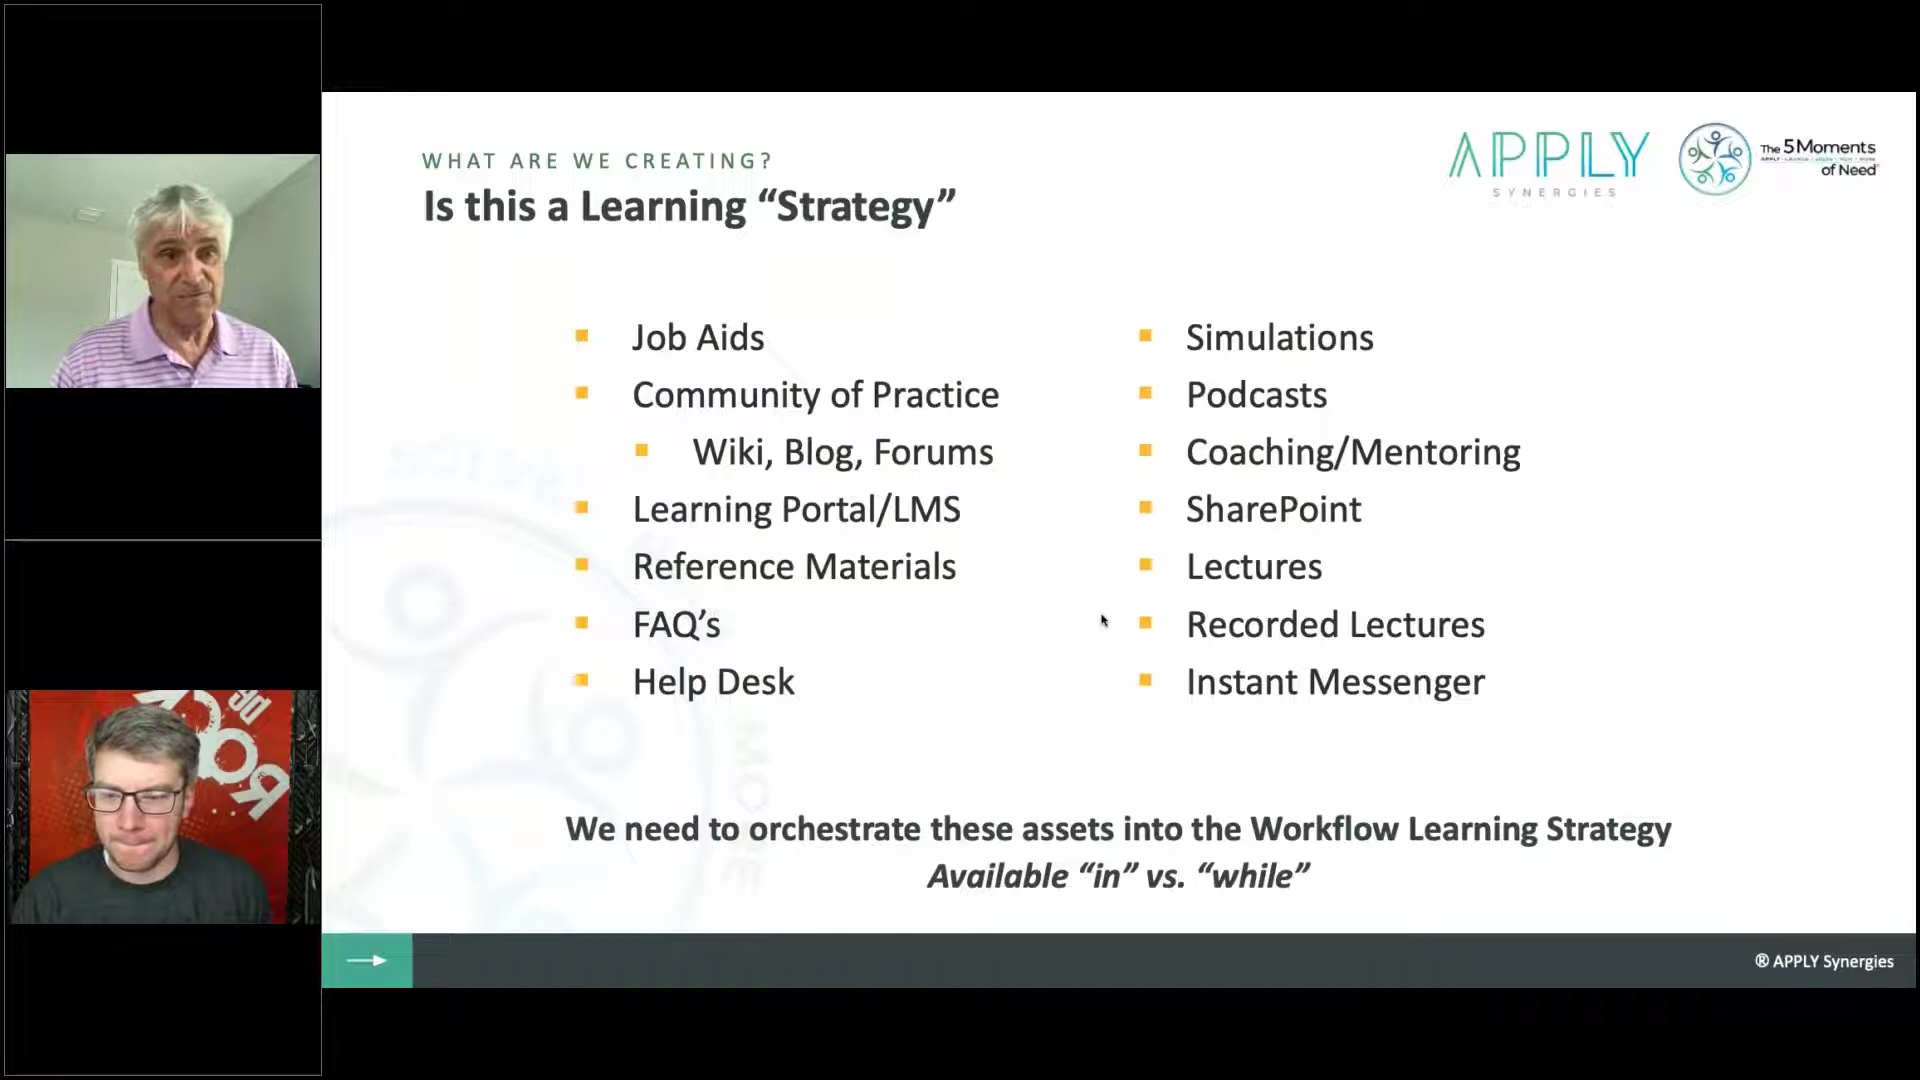 WHAT ARE WE CREATING?
Is this a Learning “Strategy”
APPLY
SYNERGIES
The 5 Moments
of Need
Job Aids
Community of Practice
Wiki, Blog, Forums
Learning Portal/LMS
Reference Materials
FAQ’s
Help Desk
Simulations
Podcasts
Coaching/Mentoring
SharePoint
Lectures
Recorded Lectures
Instant Messenger
We need to orchestrate these assets into the Workflow Learning Strategy
Available “in” vs. “while”
® APPLY Synergies
MORE